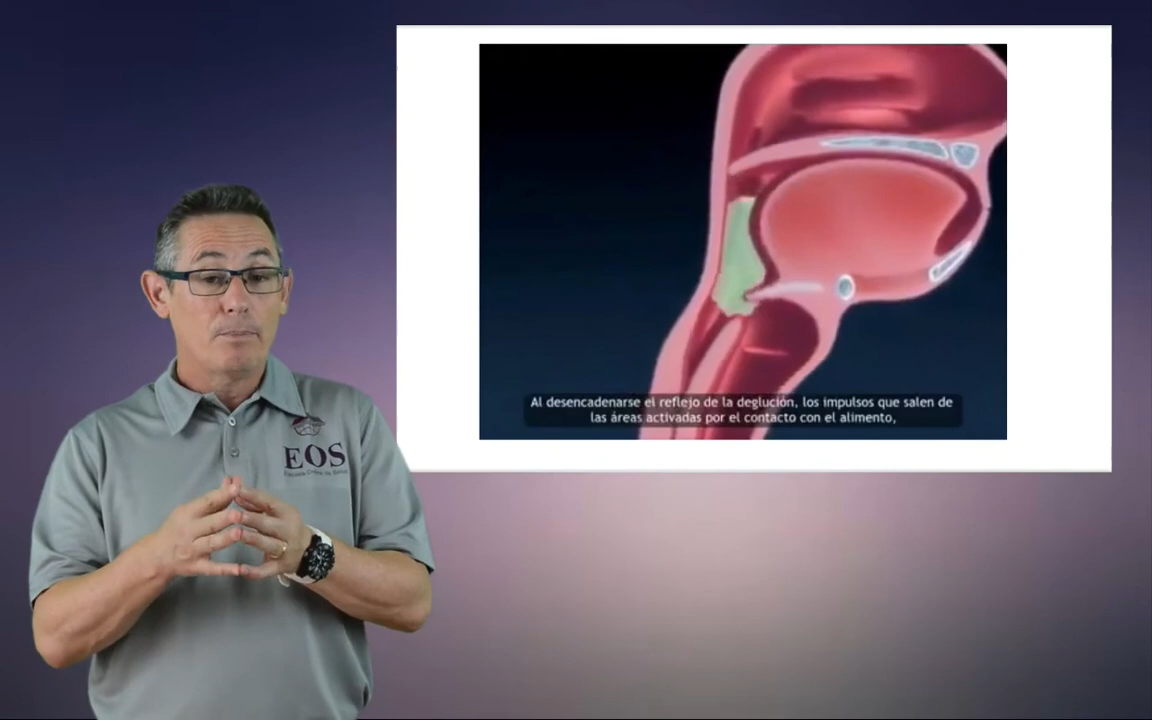 Al desencadenarse el reflejo de la deglución, los impulsos que salen de
las áreas activadas por el contacto con el alimento,
EOS